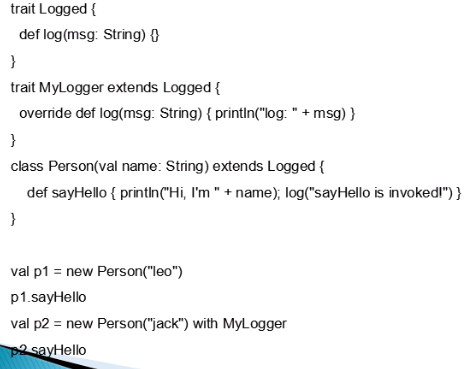 trait Logged {
def log(msg: String) {}
}
trait MyLogger extends Logged {
override def log(msg: String) { println("log: " + msg) }
}
class Person(val name: String) extends Logged {
def sayHello { println("Hi, I'm " + name); log("sayHello is invoked!") }
}
val p1 = new Person("leo")
p1.sayHello
val p2 = new Person("jack") with MyLogger
p2.sayHello